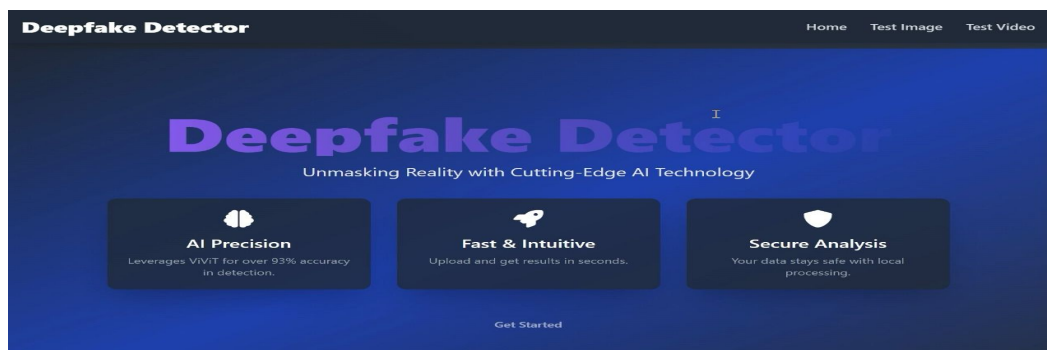 Deepfake Detector
Home
Test Image
Test Video
Deepfake Detector
Unmasking Reality with Cutting-Edge AI Technology
AI Precision
Leverages ViViT for over 93% accuracy
in detection.
Fast & Intuitive
Upload and get results in seconds.
Secure Analysis
Your data stays safe with local
processing.
Get Started